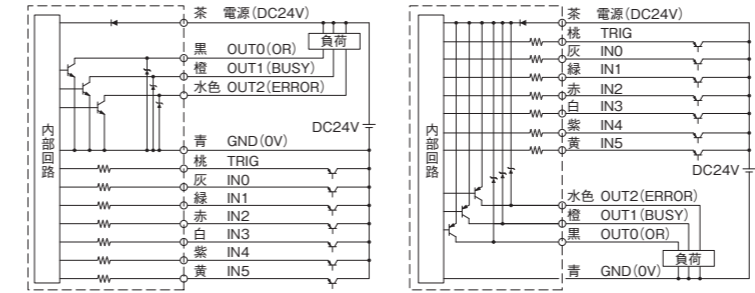 茶 電源(DC24V)
負荷
黒 OUT0(OR)
橙 OUT1(BUSY)
水色 OUT2(ERROR)
DC24V
内部回路
青 GND(0V)
桃 TRIG
灰 IN0
緑 IN1
赤 IN2
白 IN3
紫 IN4
黄 IN5
茶 電源(DC24V)
桃 TRIG
灰 IN0
緑 IN1
赤 IN2
白 IN3
紫 IN4
黄 IN5
内部回路
DC24V
水色 OUT2(ERROR)
橙 OUT1(BUSY)
黒 OUT0(OR)
負荷
青 GND(0V)